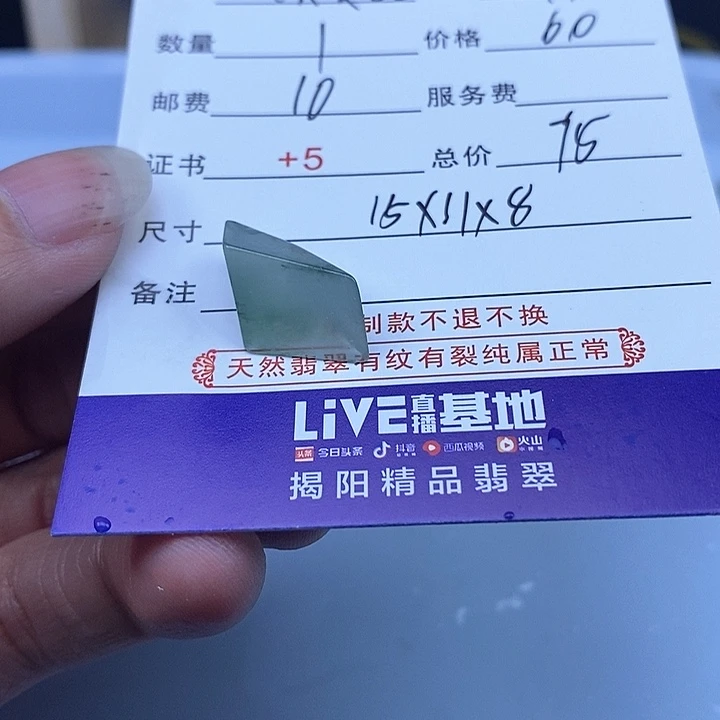 数量 1 价格 60
邮费 10 服务费
证书 +5 总价 75
尺寸 15X11X8
备注
制款不退不换
天然翡翠有纹有裂纯属正常
LiVE直播基地
头条 今日头条 抖音 西瓜视频 火山
揭阳精品翡翠